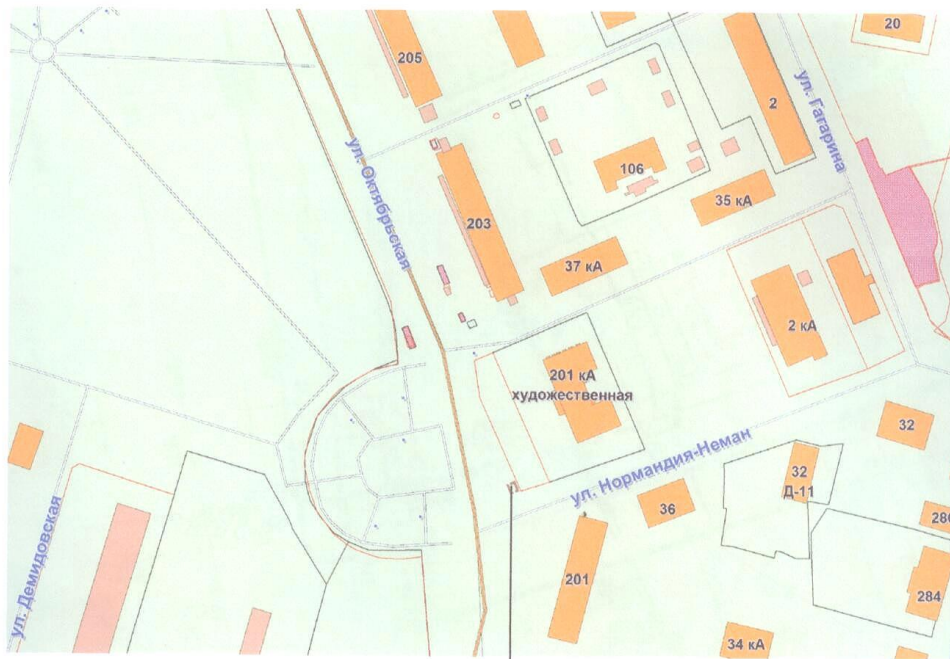 20
205
2
ул. Гагарина
ул. Октябрьская
106
35 кА
203
37 кА
2 кА
201 кА
художественная
32
ул. Нормандия-Неман
32
Д-11
36
ул. Демидовская
201
284
34 кА